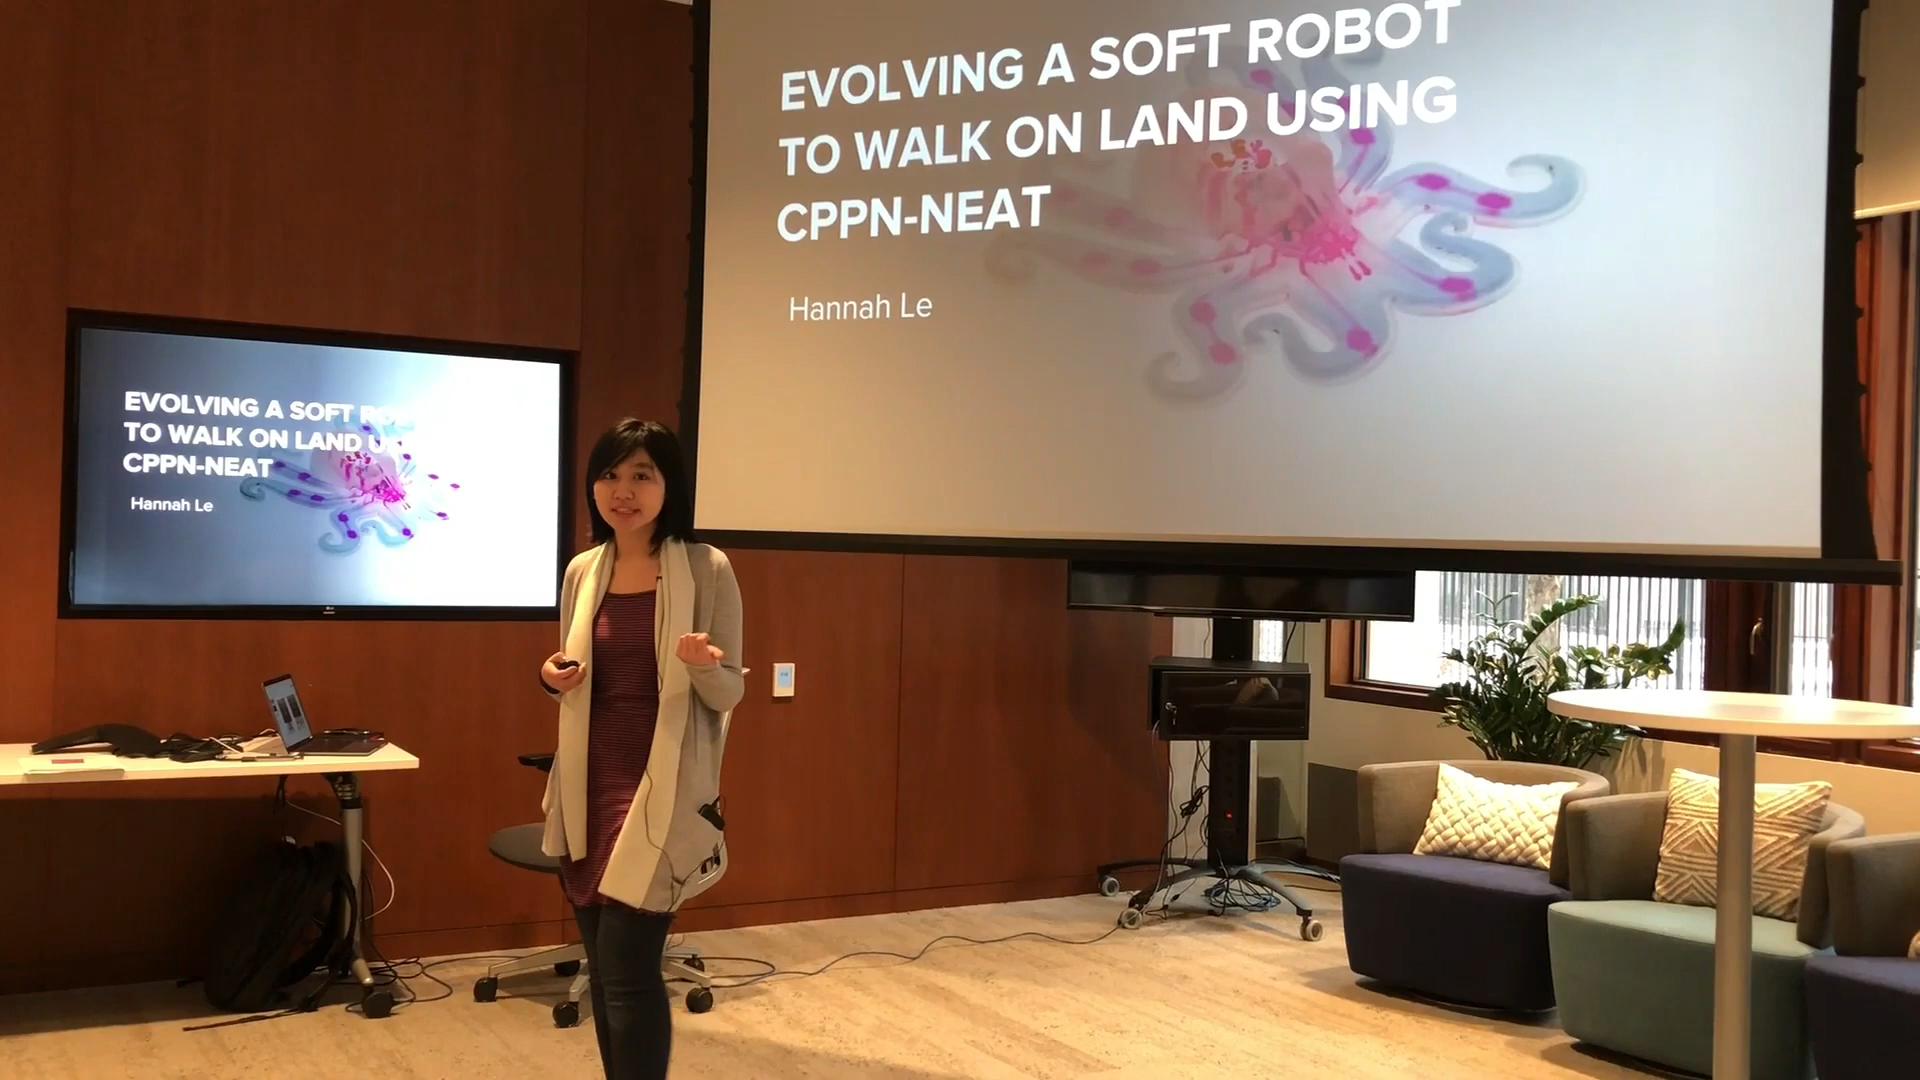 EVOLVING A SOFT ROBOT
TO WALK ON LAND USING
CPPN-NEAT
Hannah Le
EVOLVING A SOFT
TO WALK ON LAND
CPPN-NEAT
Hannah Le